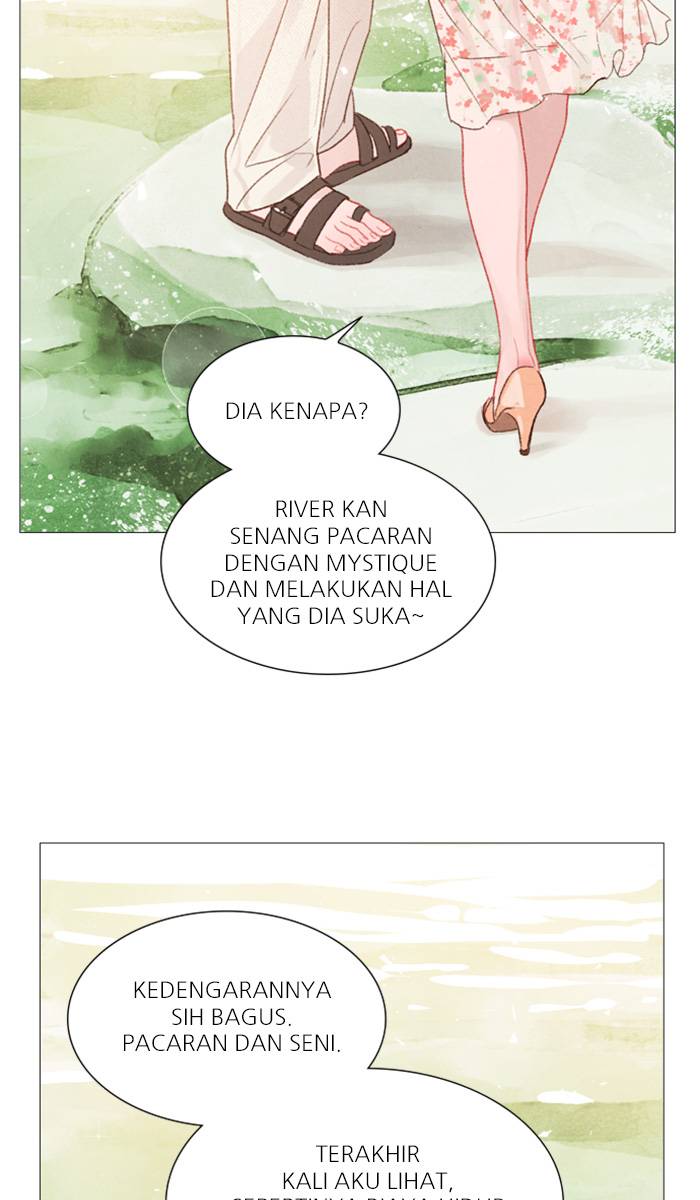 DIA KENAPA?
RIVER KAN
SENANG PACARAN
DENGAN MYSTIQUE
DAN MELAKUKAN HAL
YANG DIA SUKA~
KEDENGARANNYA
SIH BAGUS.
PACARAN DAN SENI.
TERAKHIR
KALI AKU LIHAT,